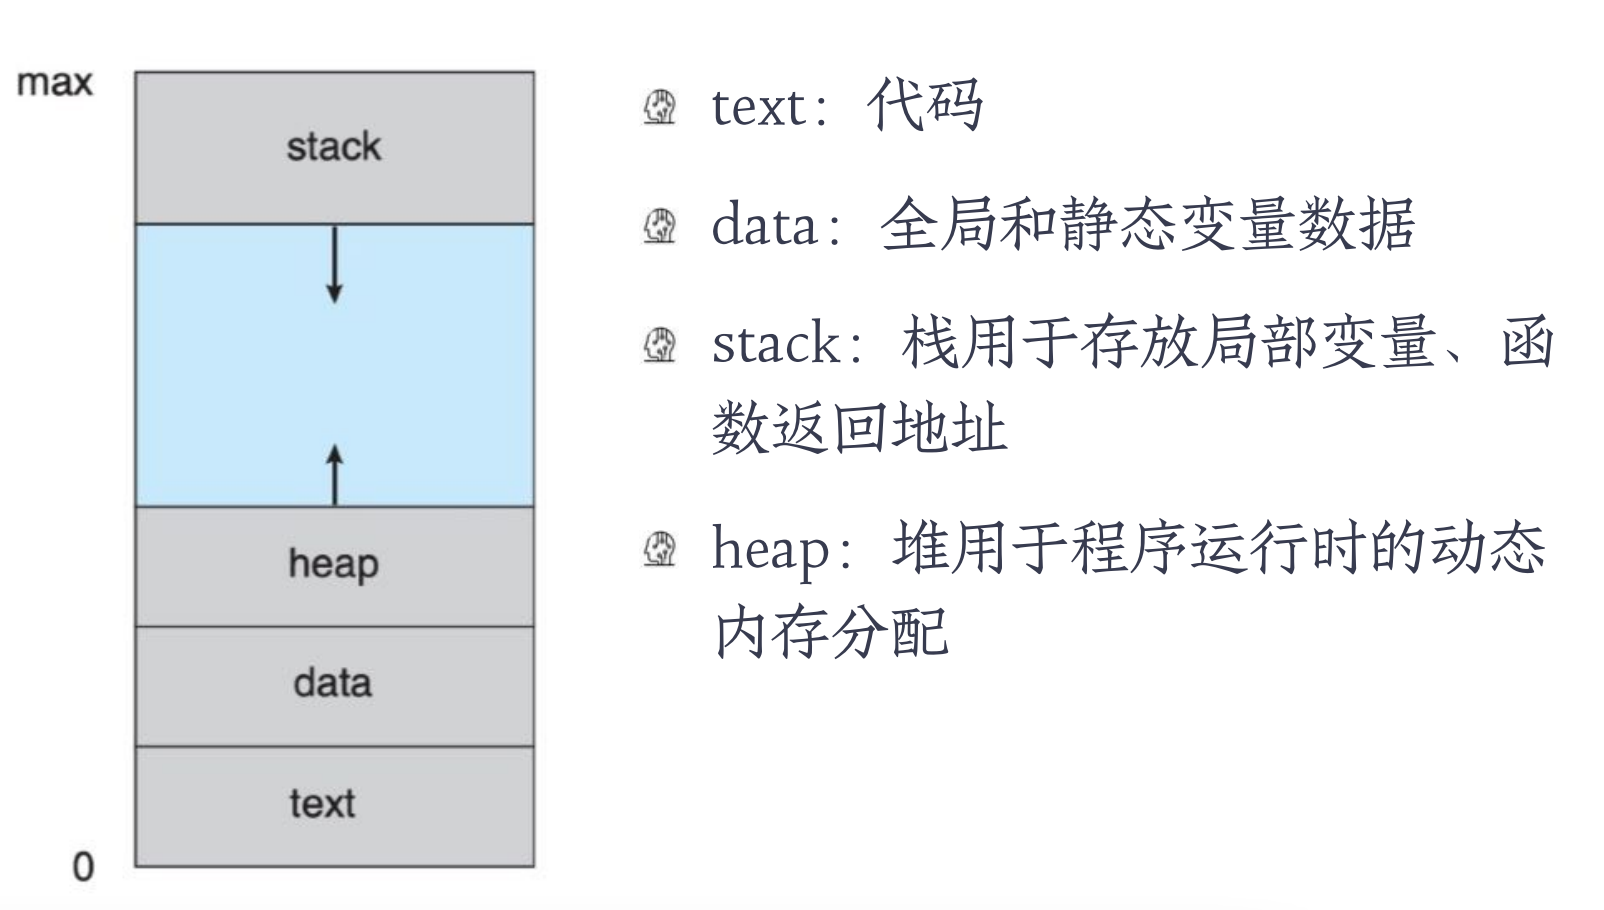 max
stack
heap
data
text
0
text：代码
data：全局和静态变量数据
stack：栈用于存放局部变量、函
数返回地址
heap：堆用于程序运行时的动态
内存分配